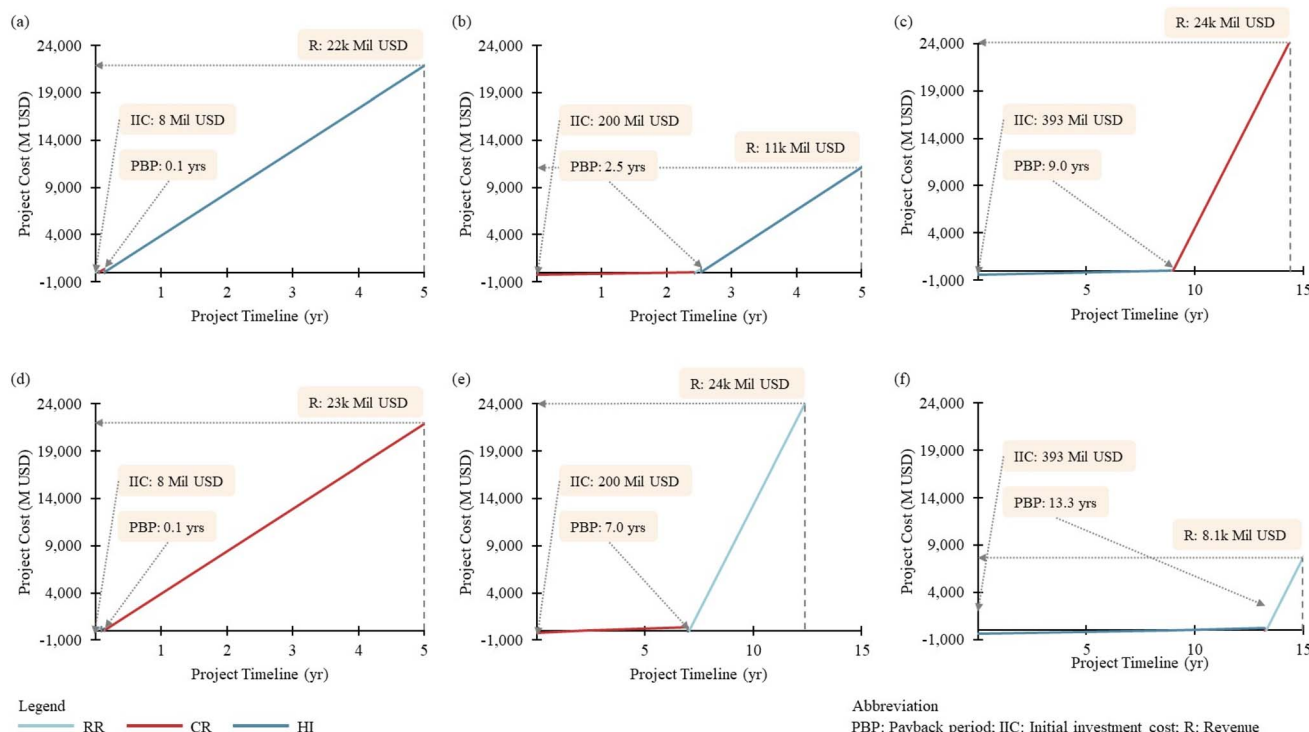 (a)
24,000
19,000
14,000
9,000
4,000
-1,000
Project Cost (M USD)
R: 22k Mil USD
IIC: 8 Mil USD
PBP: 0.1 yrs
1 2 3 4 5
Project Timeline (yr)
(b)
24,000
19,000
14,000
9,000
4,000
-1,000
Project Cost (M USD)
IIC: 200 Mil USD
R: 11k Mil USD
PBP: 2.5 yrs
1 2 3 4 5
Project Timeline (yr)
(c)
24,000
19,000
14,000
9,000
4,000
-1,000
Project Cost (M USD)
R: 24k Mil USD
IIC: 393 Mil USD
PBP: 9.0 yrs
5 10 15
Project Timeline (yr)
(d)
24,000
19,000
14,000
9,000
4,000
-1,000
Project Cost (M USD)
R: 23k Mil USD
IIC: 8 Mil USD
PBP: 0.1 yrs
1 2 3 4 5
Project Timeline (yr)
(e)
24,000
19,000
14,000
9,000
4,000
-1,000
Project Cost (M USD)
R: 24k Mil USD
IIC: 200 Mil USD
PBP: 7.0 yrs
5 10 15
Project Timeline (yr)
(f)
24,000
19,000
14,000
9,000
4,000
-1,000
Project Cost (M USD)
IIC: 393 Mil USD
PBP: 13.3 yrs
R: 8.1k Mil USD
5 10 15
Project Timeline (yr)
Legend
RR CR HI
Abbreviation
PBP: Payback period; IIC: Initial investment cost; R: Revenue